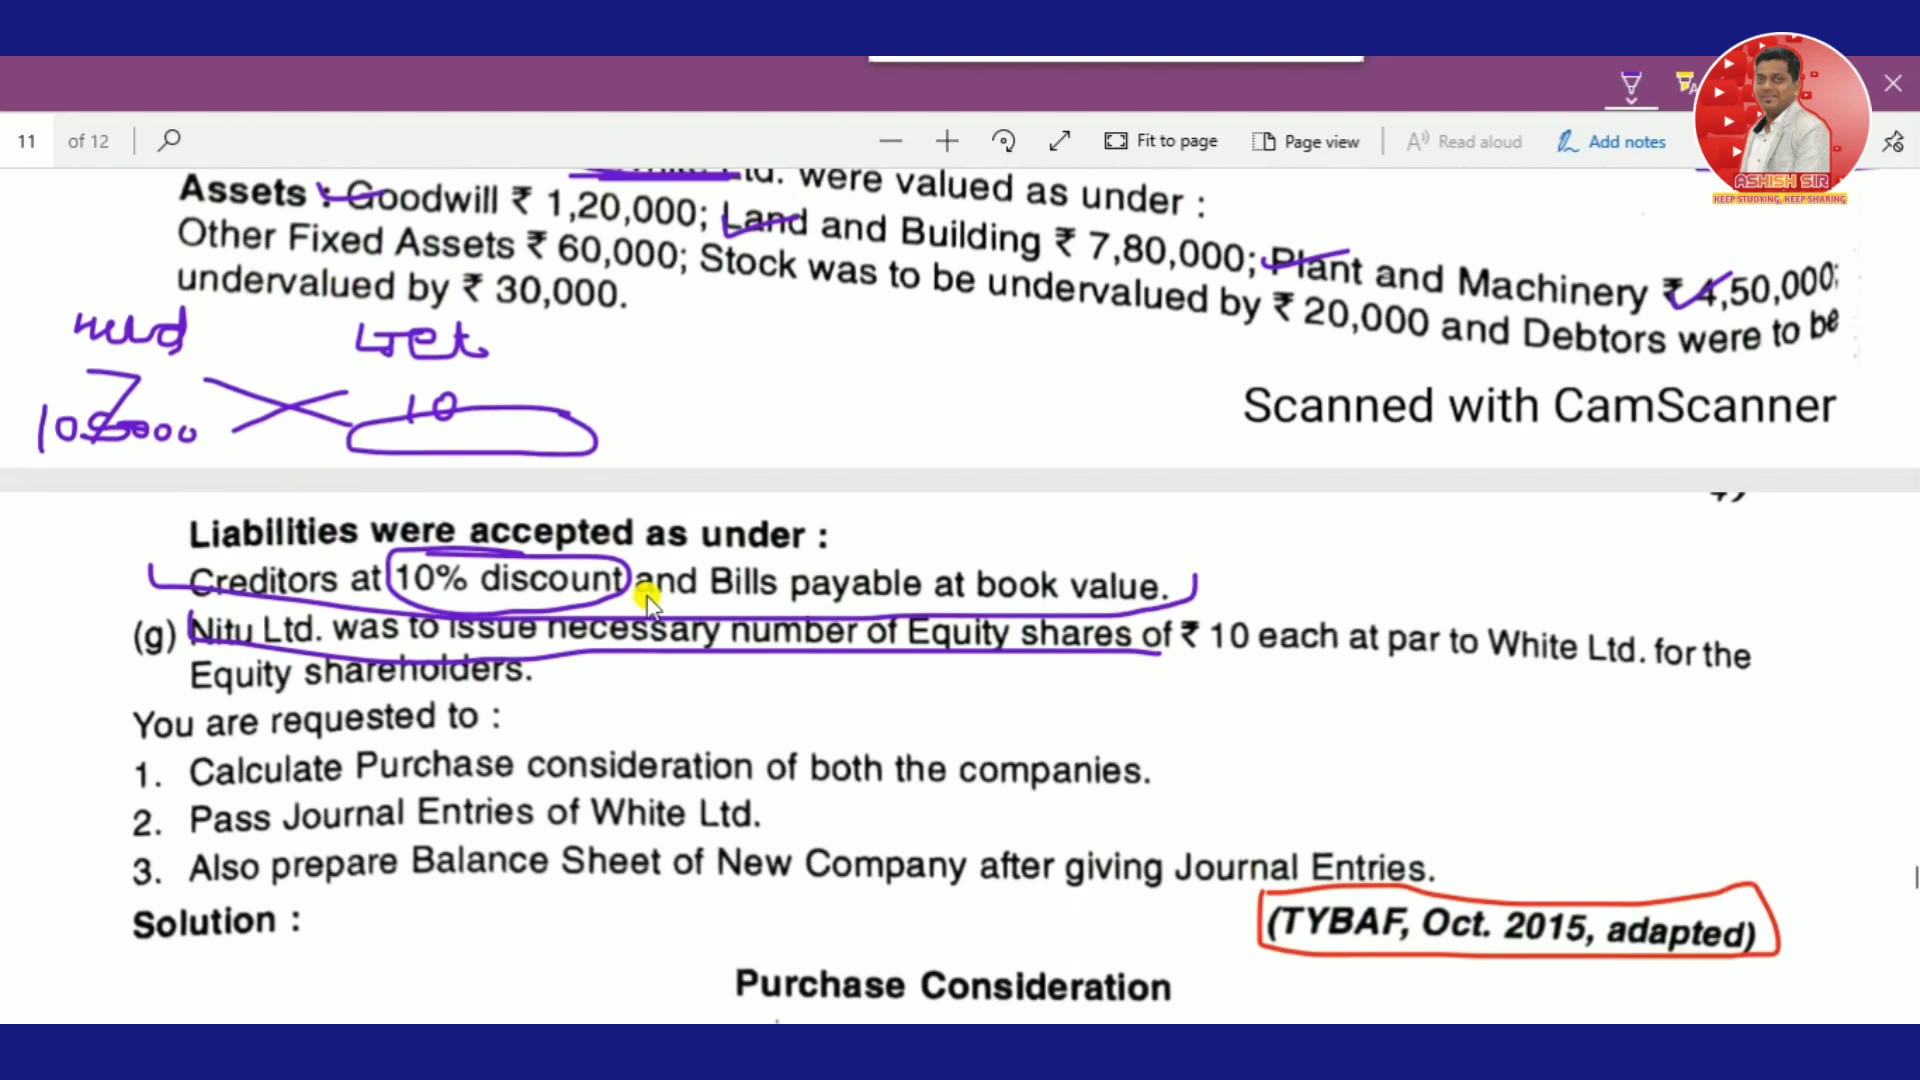 11 of 12
Fit to page
Page view
Read aloud
Add notes
ASHISH SIR
KEEP STUDYING, KEEP SHARING
Ltd. were valued as under :
Assets : Goodwill ₹ 1,20,000; Land and Building ₹ 7,80,000; Plant and Machinery ₹ 4,50,000;
Other Fixed Assets ₹ 60,000; Stock was to be undervalued by ₹ 20,000 and Debtors were to be
undervalued by ₹ 30,000.
10
Scanned with CamScanner
Liabilities were accepted as under :
Creditors at 10% discount and Bills payable at book value.
(g) Nitu Ltd. was to issue necessary number of Equity shares of ₹ 10 each at par to White Ltd. for the
Equity shareholders.
You are requested to :
1. Calculate Purchase consideration of both the companies.
2. Pass Journal Entries of White Ltd.
3. Also prepare Balance Sheet of New Company after giving Journal Entries.
Solution :
(TYBAF, Oct. 2015, adapted)
Purchase Consideration